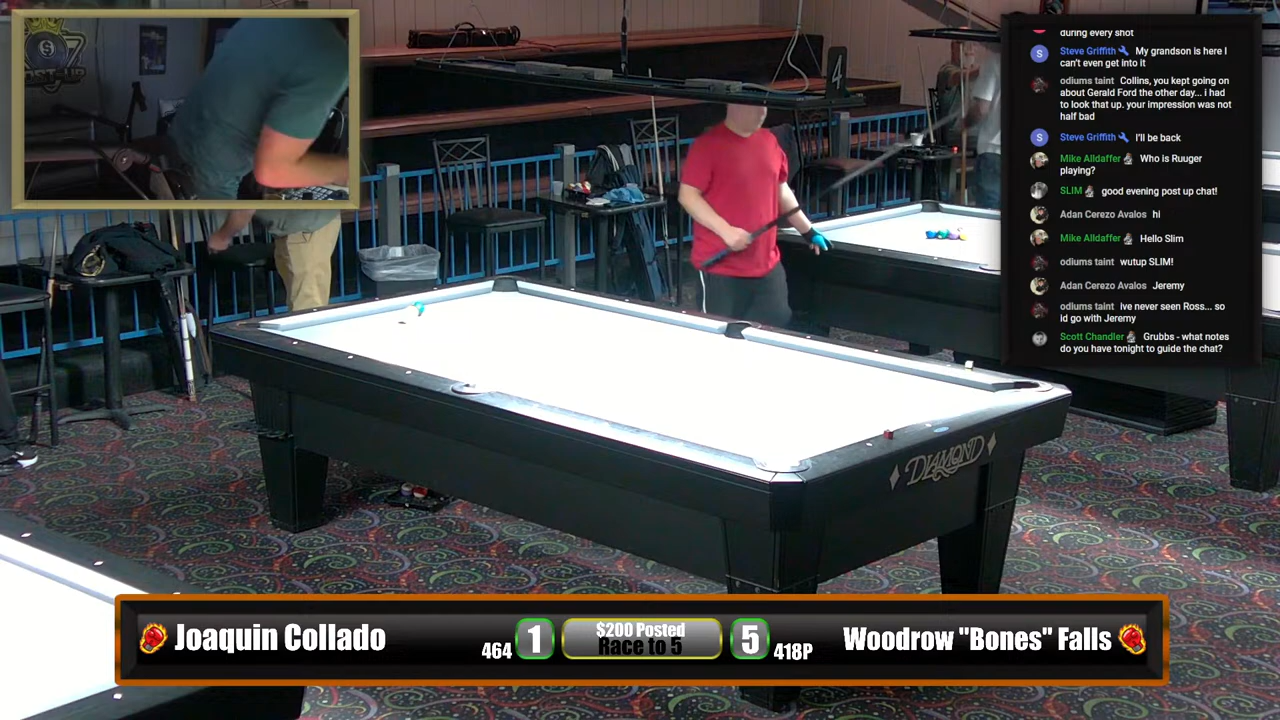 7
$
OST-UP
4
during every shot
S
Steve Griffith My grandson is here I
can't even get into it
odiums taint Collins, you kept going on
about Gerald Ford the other day... i had
to look that up. your impression was not
half bad
S
Steve Griffith I'll be back
Mike Alldaffer Who is Ruuger
playing?
SLIM good evening post up chat!
Adan Cerezo Avalos hi
Mike Alldaffer Hello Slim
odiums taint wutup SLIM!
Adan Cerezo Avalos Jeremy
odiums taint Ive never seen Ross... so
id go with Jeremy
Scott Chandler Grubbs - what notes
do you have tonight to guide the chat?
DIAMOND
Joaquin Collado
464
1
$200 Posted
Race to 5
5
418P
Woodrow "Bones" Falls